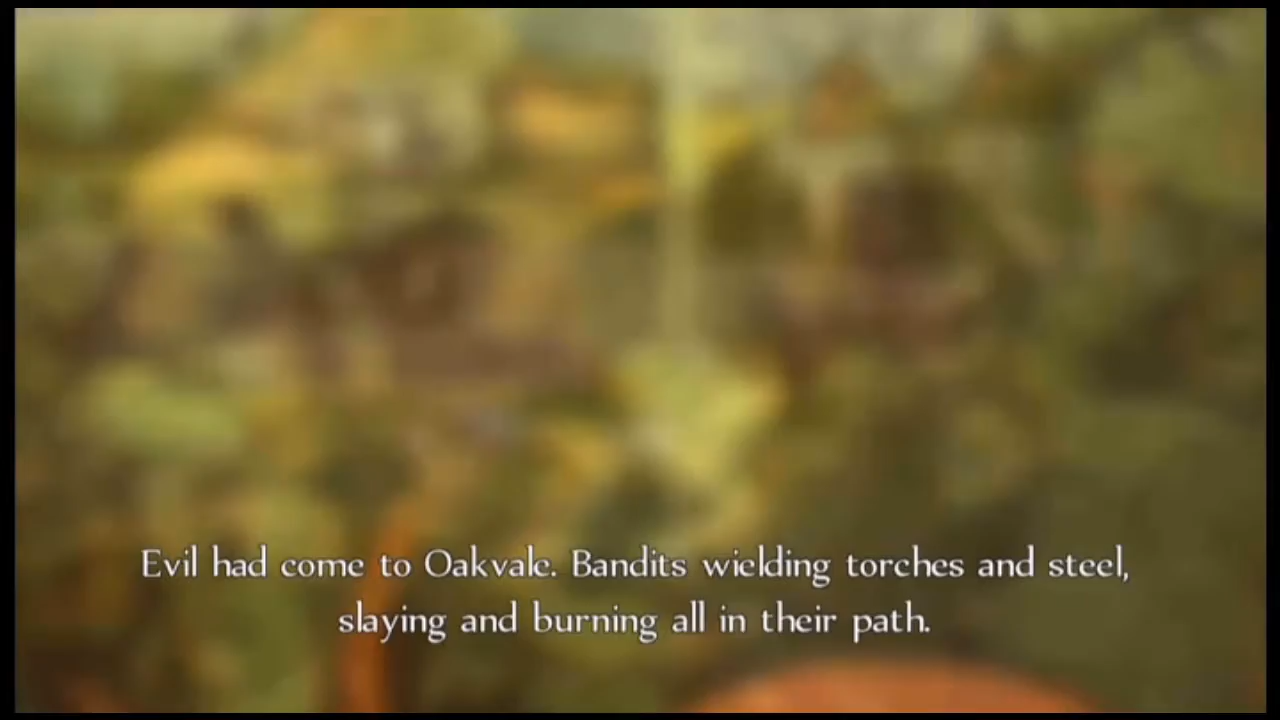 Evil had come to Oakvale. Bandits wielding torches and steel,
slaying and burning all in their path.